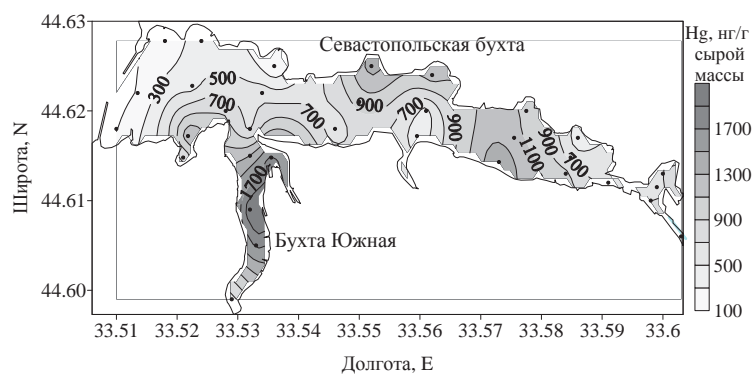 44.63
44.62
44.61
44.60
Широта, N
Севастопольская бухта
Бухта Южная
300
500
700
700
900
700
900
1100
900
700
1700
Hg, нг/г
сырой
массы
1700
1300
900
500
100
33.51 33.52 33.53 33.54 33.55 33.56 33.57 33.58 33.59 33.6
Долгота, E